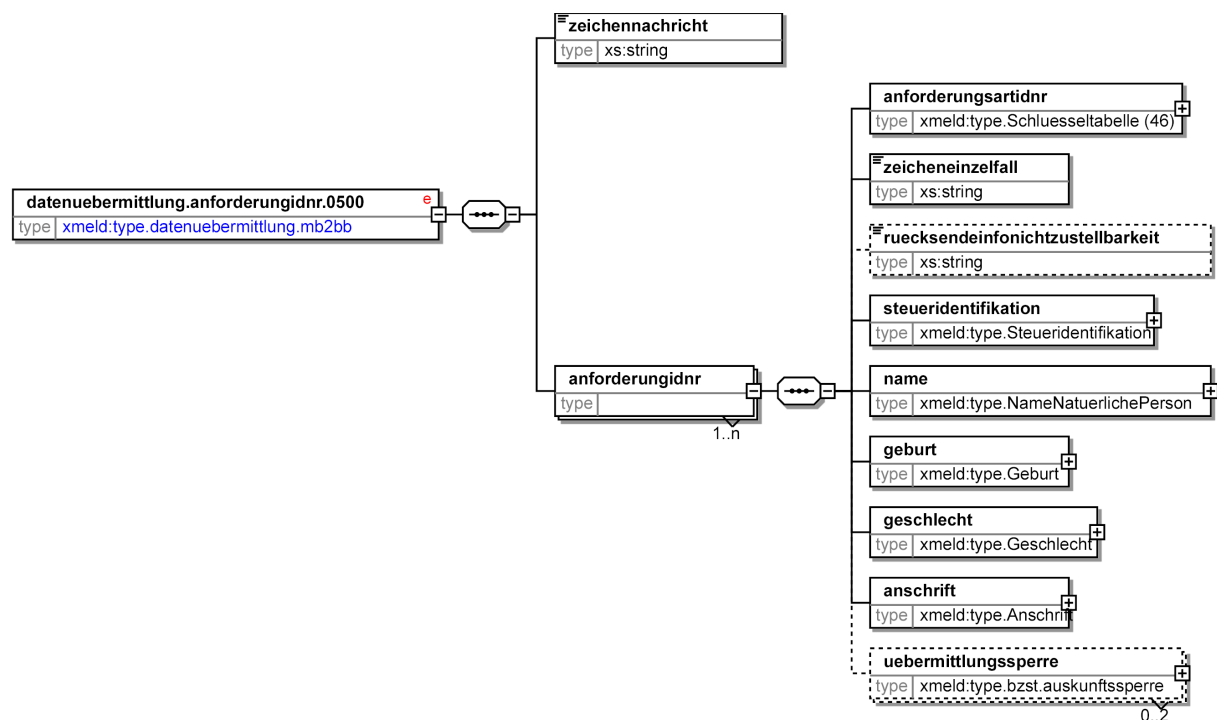 zeichennachricht
type xs:string
anforderungsartidnr
type xmeld:type.Schluesseltabelle (46)
zeicheneinzelfall
type xs:string
datenuebermittlung.anforderungidnr.0500 e
type xmeld:type.datenuebermittlung.mb2bb
ruecksendeinfonichtzustellbarkeit
type xs:string
steueridentifikation
type xmeld:type.Steueridentifikation
anforderungidnr
type
1..n
name
type xmeld:type.NameNatuerlichePerson
geburt
type xmeld:type.Geburt
geschlecht
type xmeld:type.Geschlecht
anschrift
type xmeld:type.Anschrift
uebermittlungssperre
type xmeld:type.bzst.auskunftssperre
0..2